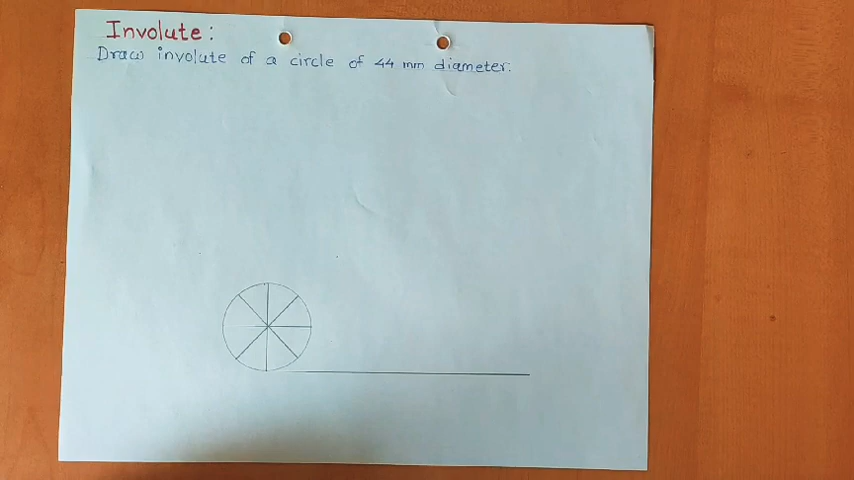 Involute:
Draw involute of a circle of 44 mm diameter.